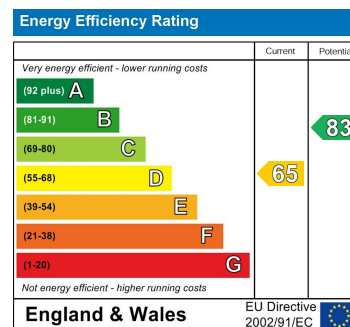 Energy Efficiency Rating
Current Potentia
Very energy efficient - lower running costs
(92 plus) A
(81-91) B
83
(69-80) C
(55-68) D
65
(39-54) E
(21-38) F
(1-20) G
Not energy efficient - higher running costs
England & Wales
EU Directive
2002/91/EC